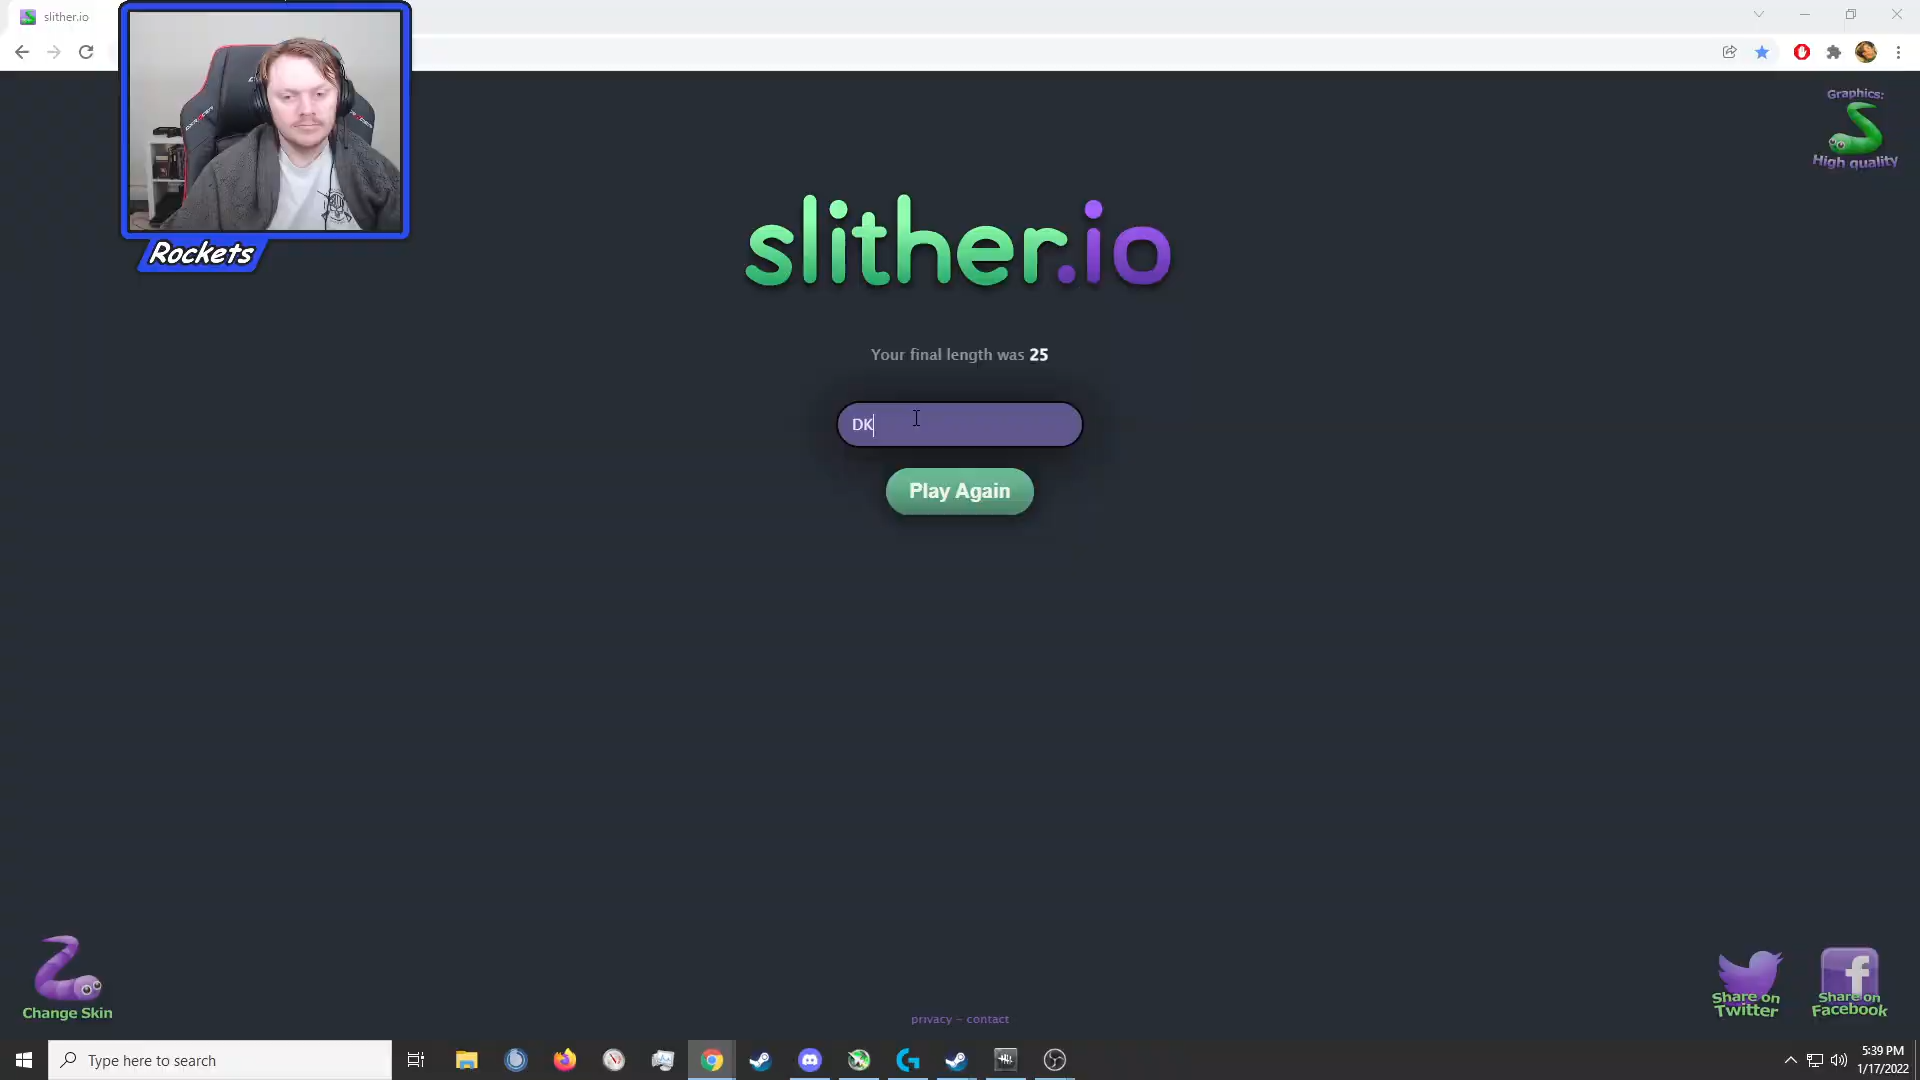 slither.io
Rockets
Graphics:
High quality
slither.io
Your final length was 25
DK
Play Again
Change Skin
Share on
Twitter
Share on
Facebook
privacy - contact
Type here to search
5:39 PM
1/17/2022